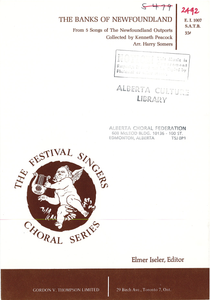 2492
THE BANKS OF NEWFOUNDLAND
E. I. 1007
S.A.T.B.
From 5 Songs of The Newfoundland Outports
Collected by Kenneth Peacock
Arr. Harry Somers
ALBERTA CULTURE
LIBRARY
ALBERTA CHORAL FEDERATION
EDMONTON, ALBERTA
THE FESTIVAL SINGERS
CHORAL SERIES
Elmer Iseler, Editor
GORDON V. THOMPSON LIMITED
29 Birch Ave., Toronto 7, Ont.